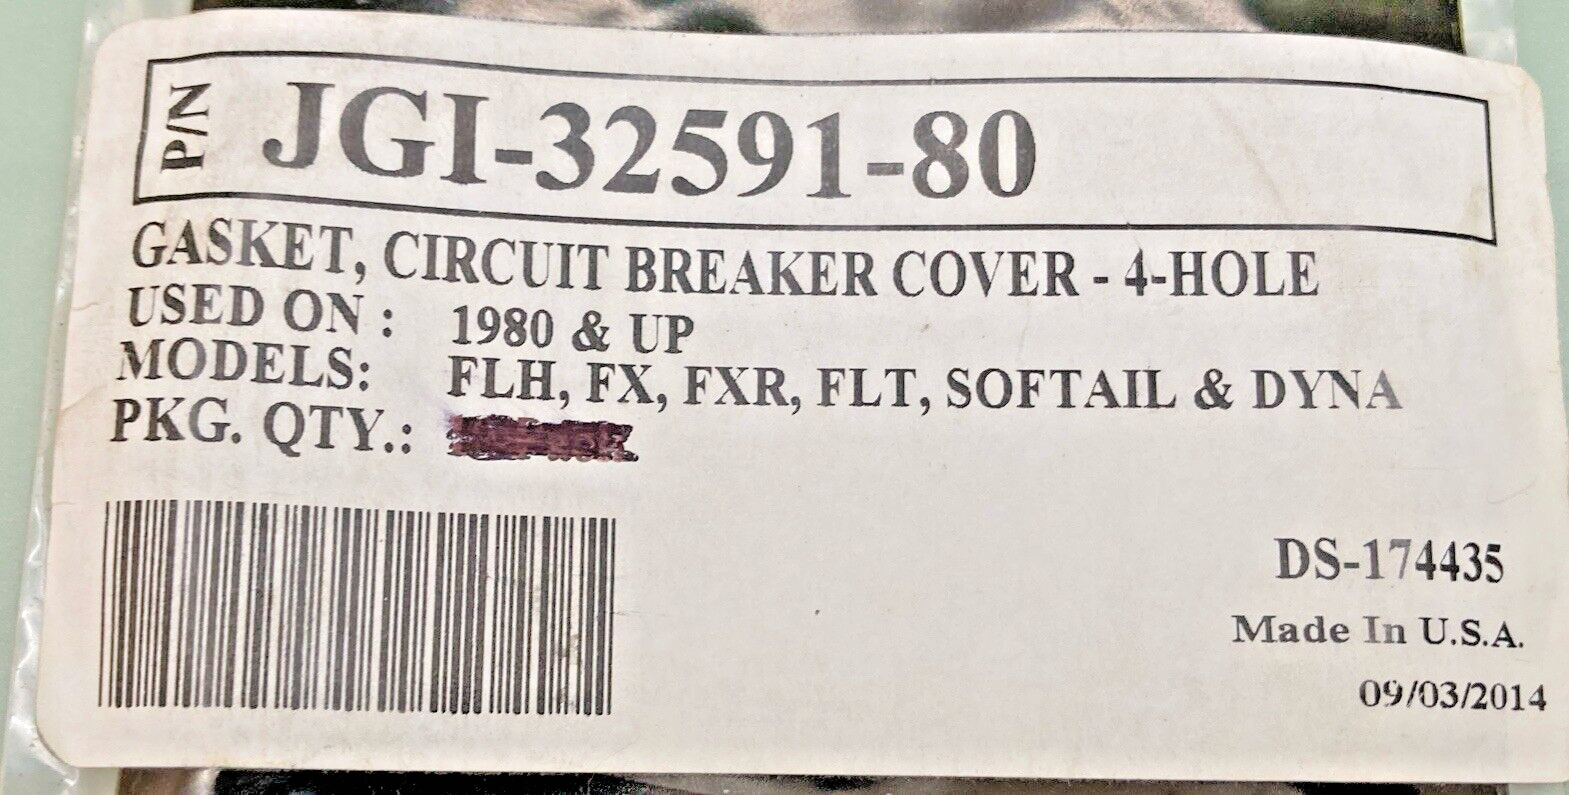 P/N JGI-32591-80
GASKET, CIRCUIT BREAKER COVER - 4-HOLE
USED ON : 1980 & UP
MODELS: FLH, FX, FXR, FLT, SOFTAIL & DYNA
PKG. QTY.:
DS-174435
Made In U.S.A.
09/03/2014